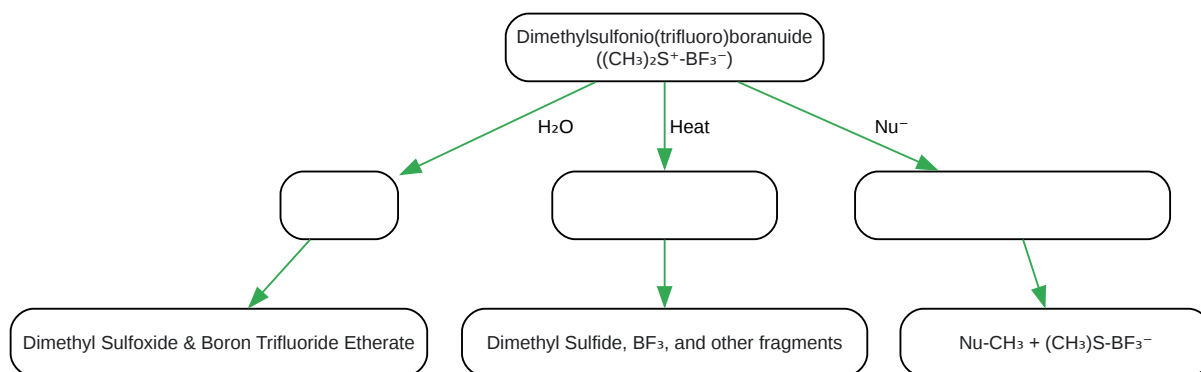 Dimethylsulfonio(trifluoro)boranuide
((CH₃)₂S⁺-BF₃⁻)
H₂O
Heat
Nu⁻
Dimethyl Sulfoxide & Boron Trifluoride Etherate
Dimethyl Sulfide, BF₃, and other fragments
Nu-CH₃ + (CH₃)S-BF₃⁻